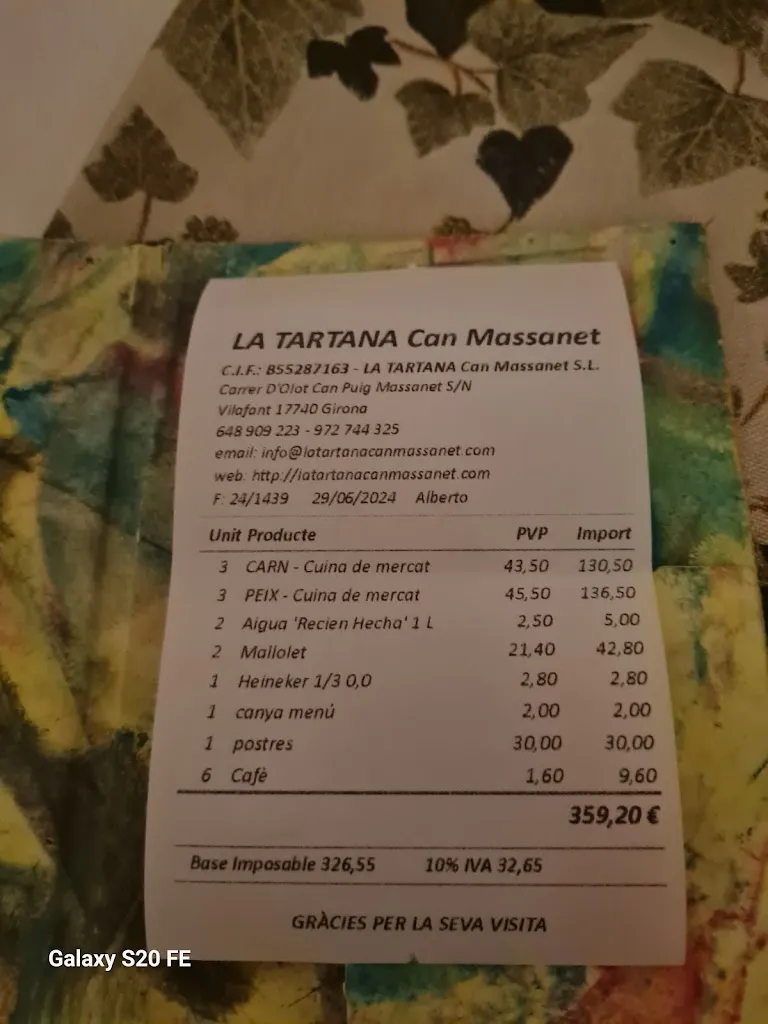 LA TARTANA Can Massanet
C.I.F.: B55287163 - LA TARTANA Can Massanet S.L.
Carrer D'Olot Can Puig Massanet S/N
Vilafant 17740 Girona
648 909 223 - 972 744 325
email: info@latartanacanmassanet.com
web: http://latartanacanmassanet.com
F: 24/1439 29/06/2024 Alberto
Unit Producte PVP Import
3 CARN - Cuina de mercat 43,50 130,50
3 PEIX - Cuina de mercat 45,50 136,50
2 Aigua 'Recien Hecha' 1 L 2,50 5,00
2 Mallolet 21,40 42,80
1 Heineker 1/3 0,0 2,80 2,80
1 canya menú 2,00 2,00
1 postres 30,00 30,00
6 Cafè 1,60 9,60
359,20 €
Base Imposable 326,55 10% IVA 32,65
GRÀCIES PER LA SEVA VISITA
Galaxy S20 FE